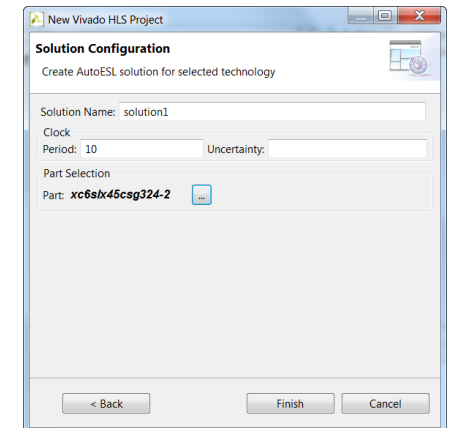 New Vivado HLS Project
Solution Configuration
Create AutoESL solution for selected technology
Solution Name: solution1
Clock
Period: 10 Uncertainty:
Part Selection
Part: xc6slx45csg324-2 ...
< Back Finish Cancel